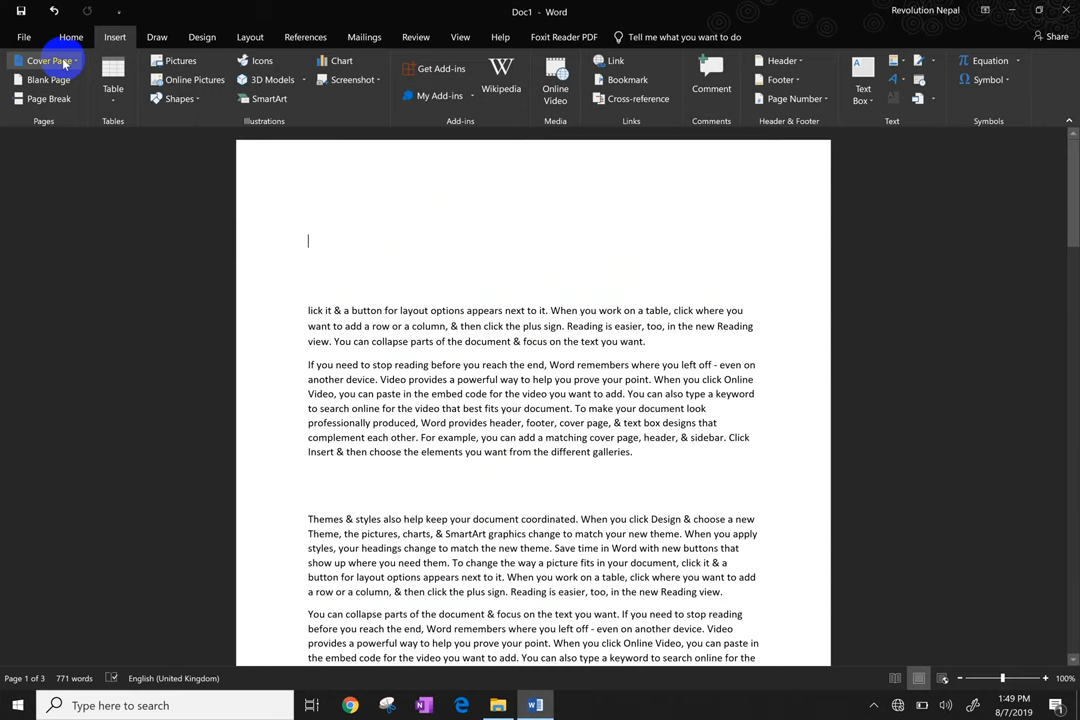 Doc1 - Word
Revolution Nepal
File Home Insert Draw Design Layout References Mailings Review View Help Foxit Reader PDF Tell me what you want to do Share
Cover Page
Blank Page
Page Break
Pages
Table
Tables
Pictures
Online Pictures
Shapes
Icons
3D Models
SmartArt
Chart
Screenshot
Illustrations
Get Add-ins
My Add-ins
Wikipedia
Add-ins
Online
Video
Media
Link
Bookmark
Cross-reference
Links
Comment
Comments
Header
Footer
Page Number
Header & Footer
Text
Box
Text
Equation
Symbol
Symbols
lick it & a button for layout options appears next to it. When you work on a table, click where you
want to add a row or a column, & then click the plus sign. Reading is easier, too, in the new Reading
view. You can collapse parts of the document & focus on the text you want.
If you need to stop reading before you reach the end, Word remembers where you left off - even on
another device. Video provides a powerful way to help you prove your point. When you click Online
Video, you can paste in the embed code for the video you want to add. You can also type a keyword
to search online for the video that best fits your document. To make your document look
professionally produced, Word provides header, footer, cover page, & text box designs that
complement each other. For example, you can add a matching cover page, header, & sidebar. Click
Insert & then choose the elements you want from the different galleries.
Themes & styles also help keep your document coordinated. When you click Design & choose a new
Theme, the pictures, charts, & SmartArt graphics change to match your new theme. When you apply
styles, your headings change to match the new theme. Save time in Word with new buttons that
show up where you need them. To change the way a picture fits in your document, click it & a
button for layout options appears next to it. When you work on a table, click where you want to add
a row or a column, & then click the plus sign. Reading is easier, too, in the new Reading view.
You can collapse parts of the document & focus on the text you want. If you need to stop reading
before you reach the end, Word remembers where you left off - even on another device. Video
provides a powerful way to help you prove your point. When you click Online Video, you can paste in
the embed code for the video you want to add. You can also type a keyword to search online for the
Page 1 of 3 771 words English (United Kingdom) 100%
Type here to search
1:49 PM
8/7/2019